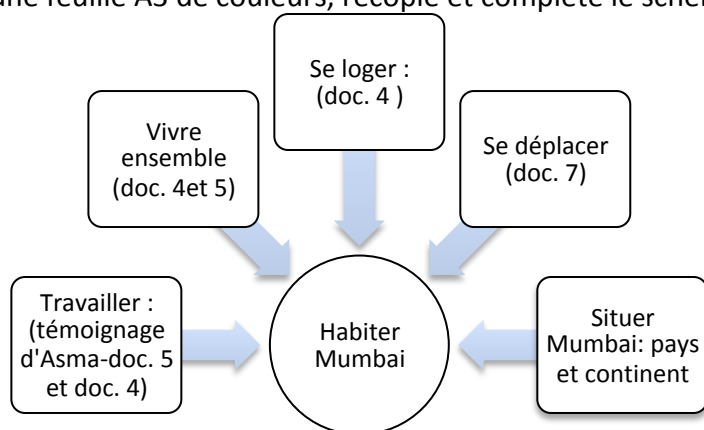 une feuille A3 de couleurs, recopie et complète le
Se loger :
(doc. 4 )
Vivre
ensemble
(doc. 4et 5)
Se déplacer
(doc. 7)
Travailler :
(témoignage
d'Asma-doc. 5
et doc. 4)
Habiter
Mumbai
Situer
Mumbai: pays
et continent